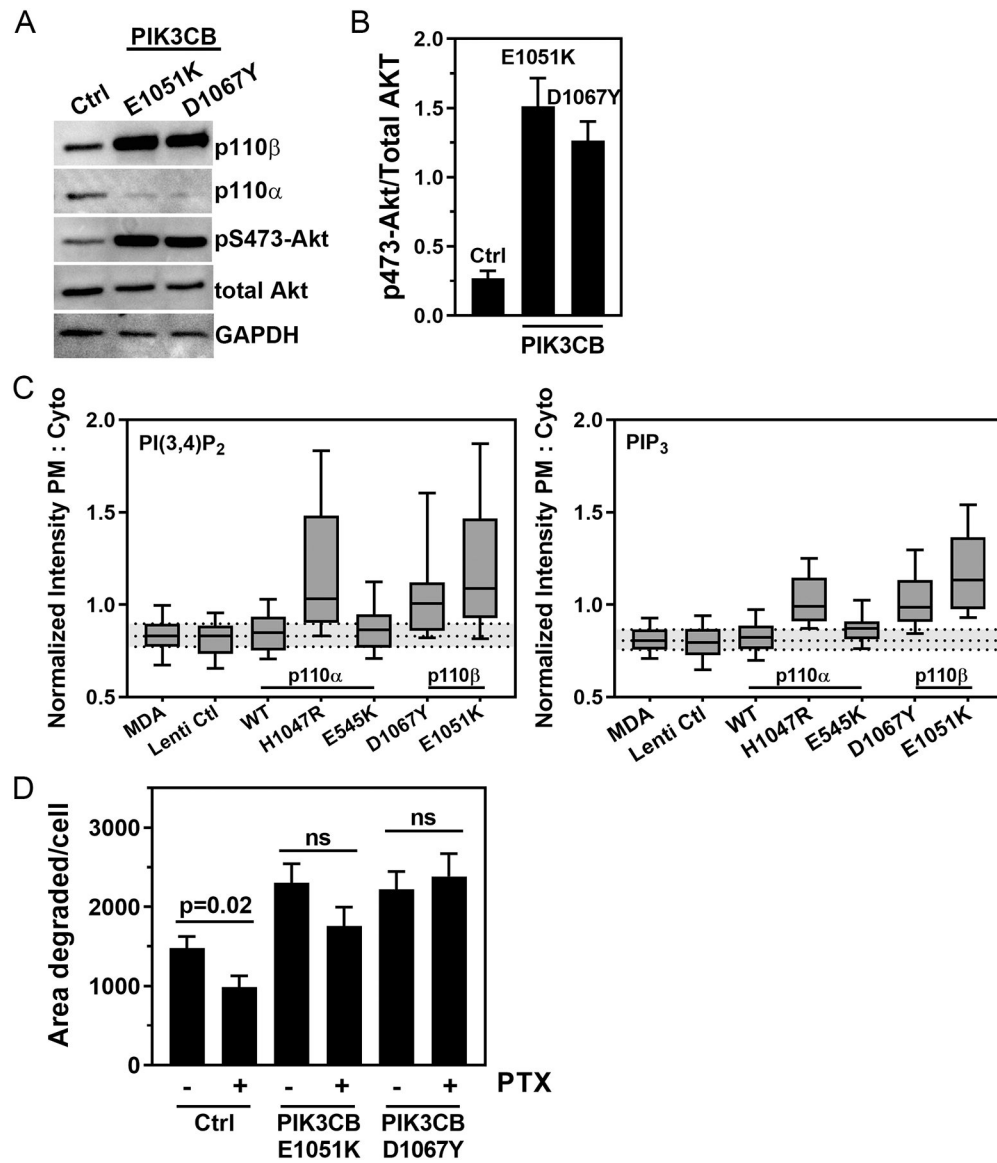 A
PIK3CB
Ctrl
E1051K
D1067Y
p110β
p110α
pS473-Akt
total Akt
GAPDH
B
p473-Akt/Total AKT
2.0
1.5
1.0
0.5
0.0
Ctrl
E1051K
D1067Y
PIK3CB
C
Normalized Intensity PM : Cyto
2.0
1.5
1.0
0.5
PI(3,4)P₂
p110α
p110β
MDA
Lenti Ctl
WT
H1047R
E545K
D1067Y
E1051K
Normalized Intensity PM : Cyto
2.0
1.5
1.0
0.5
PIP₃
p110α
p110β
MDA
Lenti Ctl
WT
H1047R
E545K
D1067Y
E1051K
D
Area degraded/cell
3000
2000
1000
0
p=0.02
ns
ns
- + - + - + PTX
Ctrl
PIK3CB
E1051K
PIK3CB
D1067Y